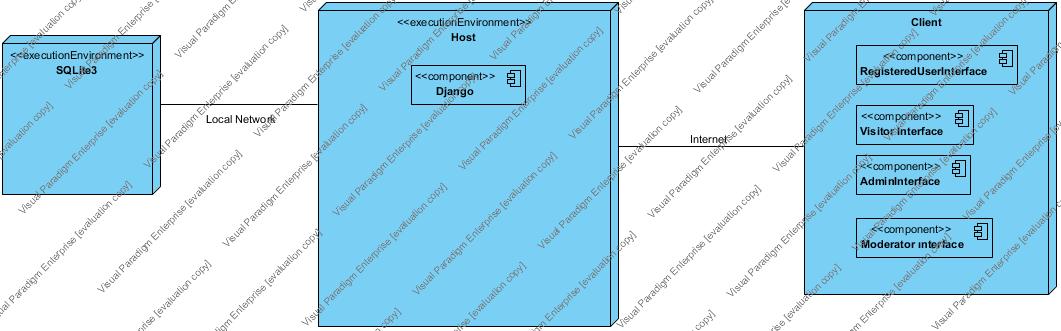 <<executionEnvironment>>
SQLite3
Local Network
<<executionEnvironment>>
Host
<<component>>
Django
Internet
Client
<<component>>
RegisteredUserInterface
<<component>>
Visitor Interface
<<component>>
AdminInterface
<<component>>
Moderator Interface
Visual Paradigm Enterprise [evaluation copy]